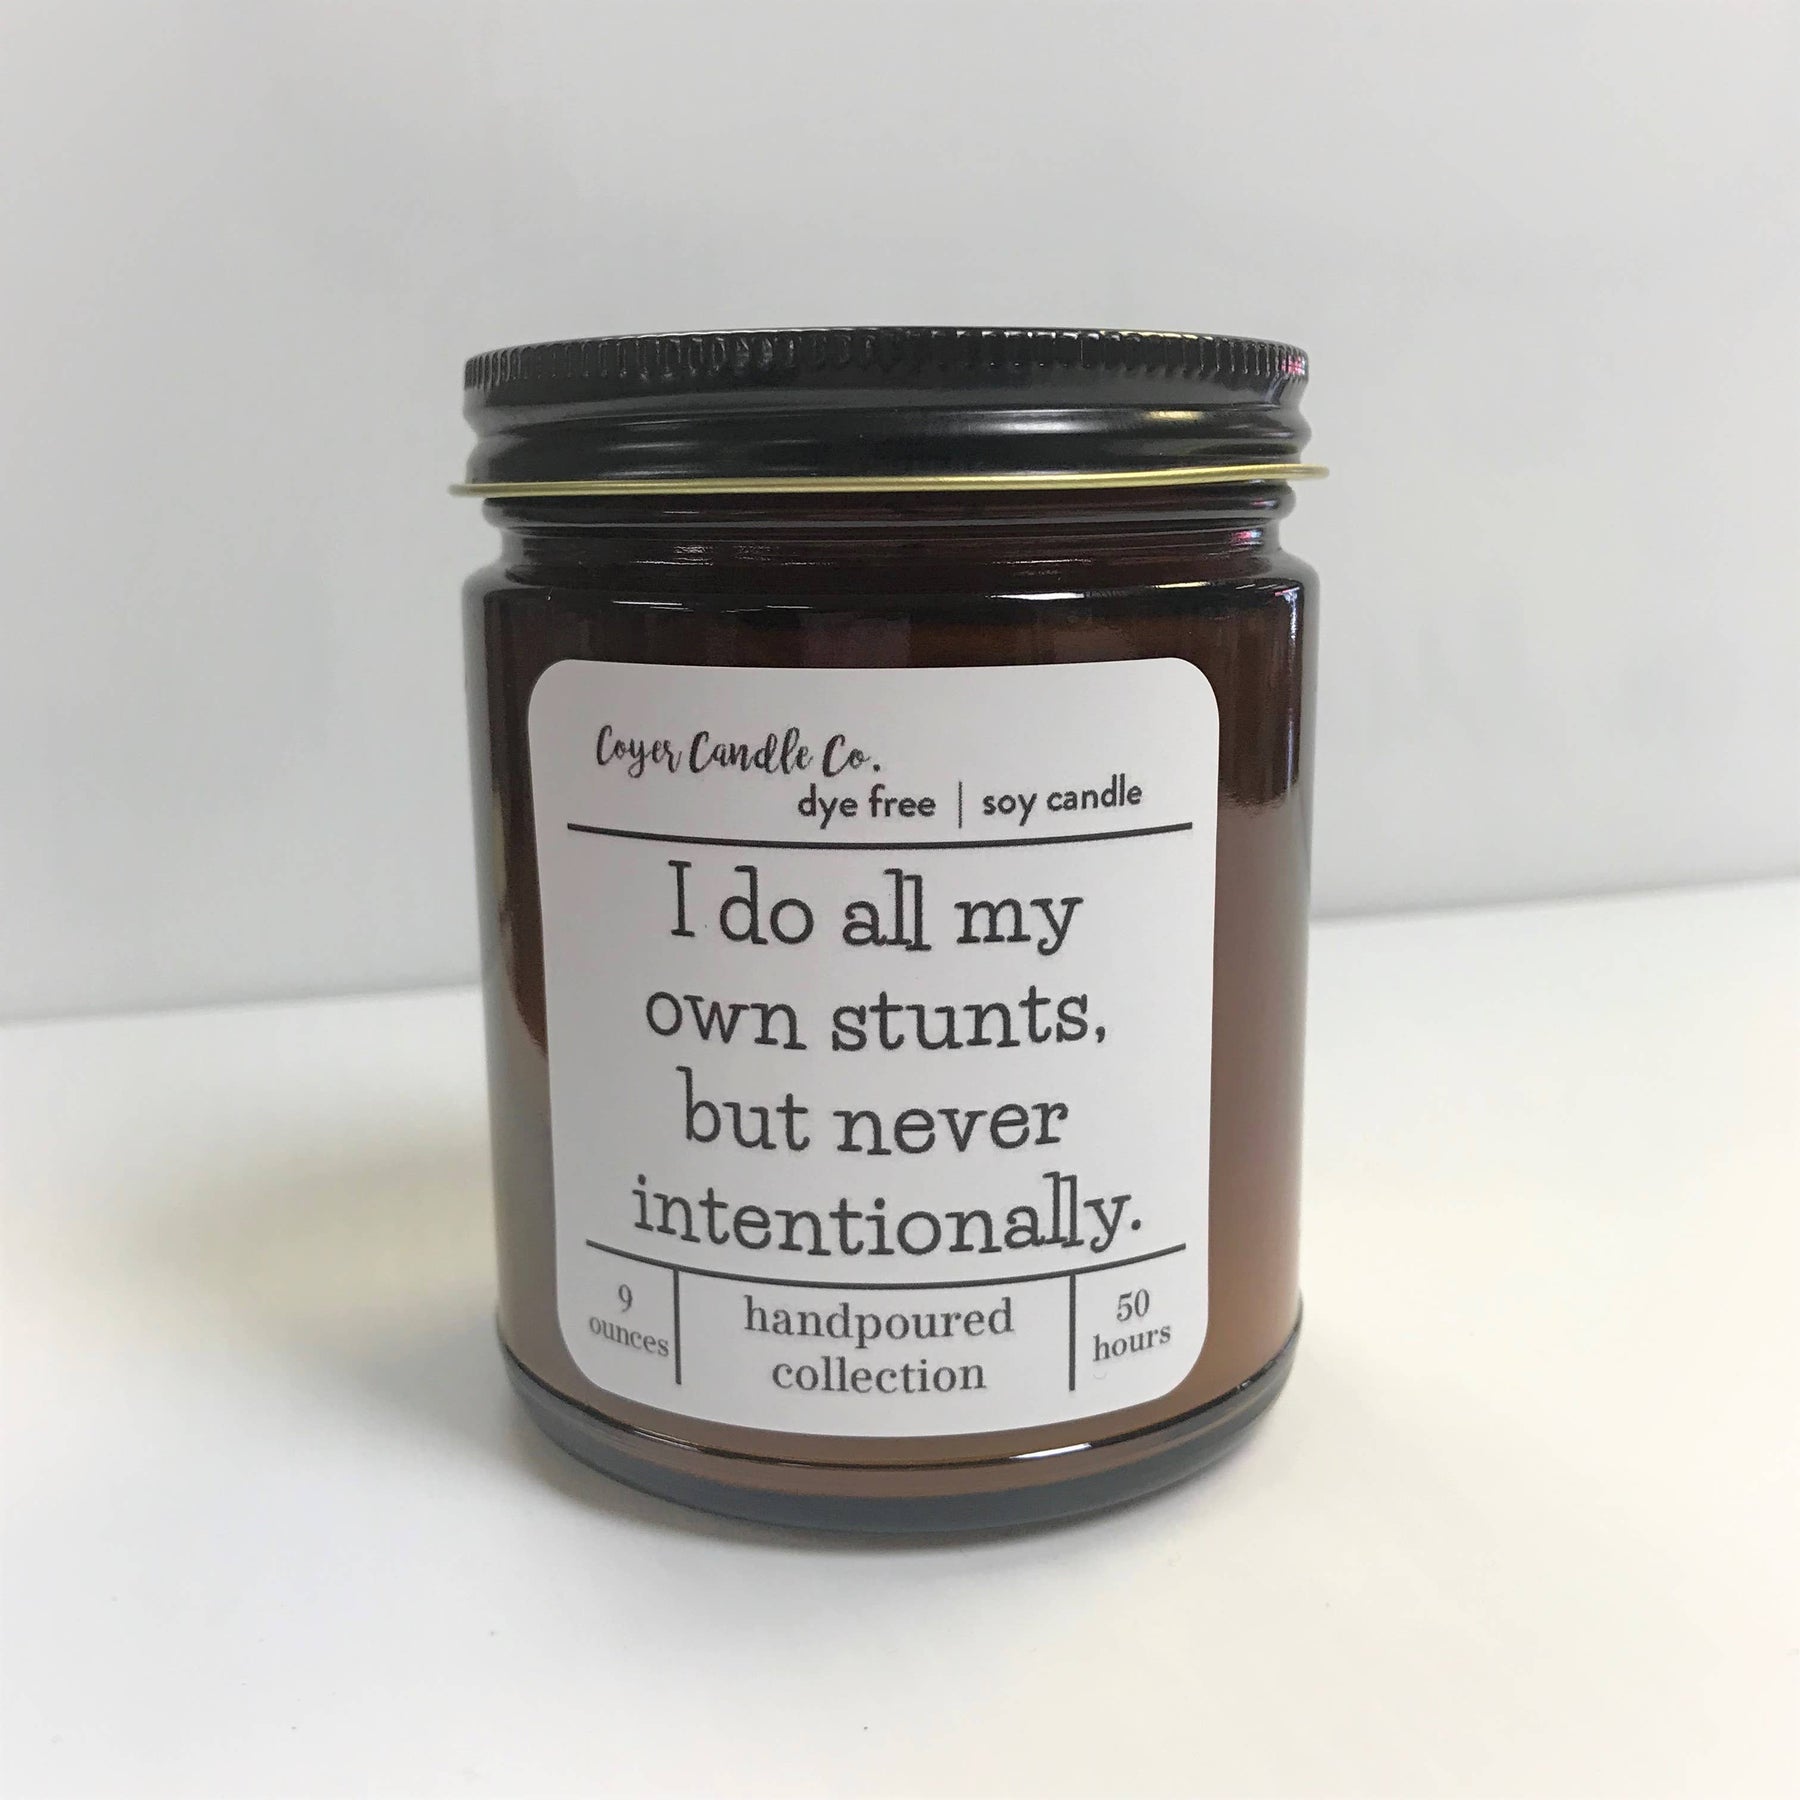 Coyer Candle Co.
dye free | soy candle
I do all my
own stunts,
but never
intentionally.
9
ounces
handpoured
collection
50
hours